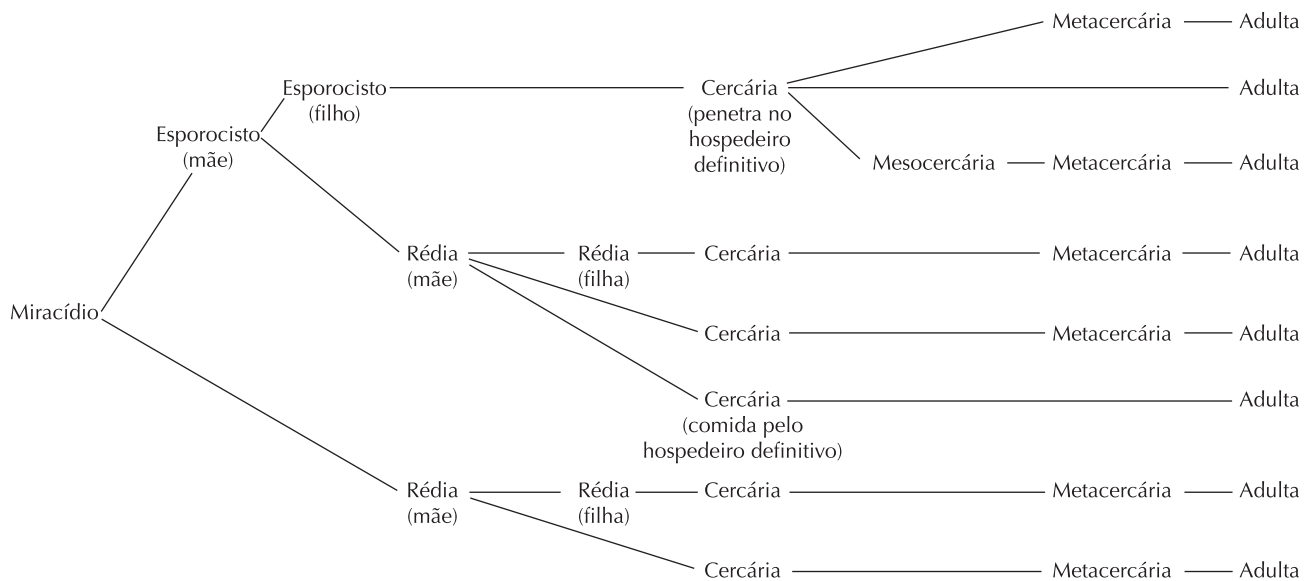 Metacercária Adulta
Esporocisto Cercária Adulta
(filho) (penetra no
Esporocisto hospedeiro
(mãe) definitivo) Mesocercária Metacercária Adulta
Rédia Rédia Cercária Metacercária Adulta
(mãe) (filha)
Miracídio
Cercária Metacercária Adulta
Cercária Adulta
(comida pelo
hospedeiro definitivo)
Rédia Rédia Cercária Metacercária Adulta
(mãe) (filha)
Cercária Metacercária Adulta